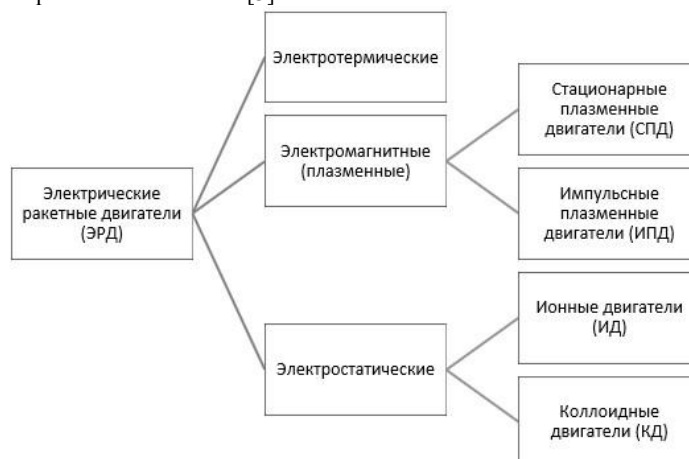 Электротермические
Стационарные
плазменные
двигатели (СПД)
Электромагнитные
(плазменные)
Электрические
ракетные двигатели
(ЭРД)
Импульсные
плазменные
двигатели (ИПД)
Ионные двигатели
(ИД)
Электростатические
Коллоидные
двигатели (КД)